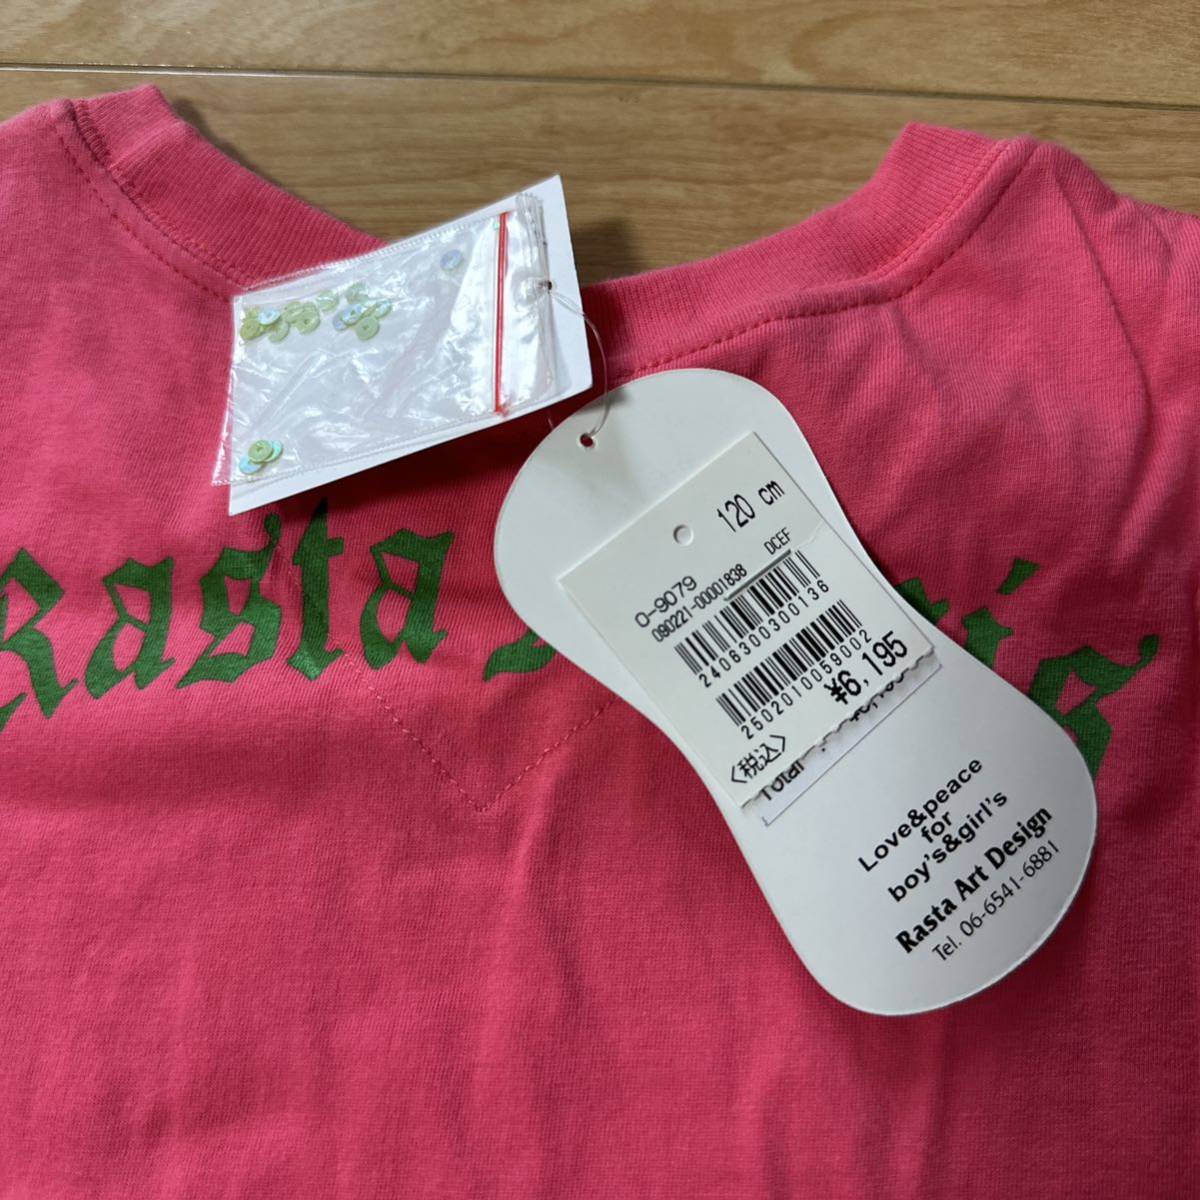 Rasta
120 cm
DCEF
0-9079
090221-00001838
2406300300136
2502010059002
¥6,195
〈税込〉
Total
Love&peace
for
boy's&girl's
Rasta Art Design
Tel. 06-6541-6881